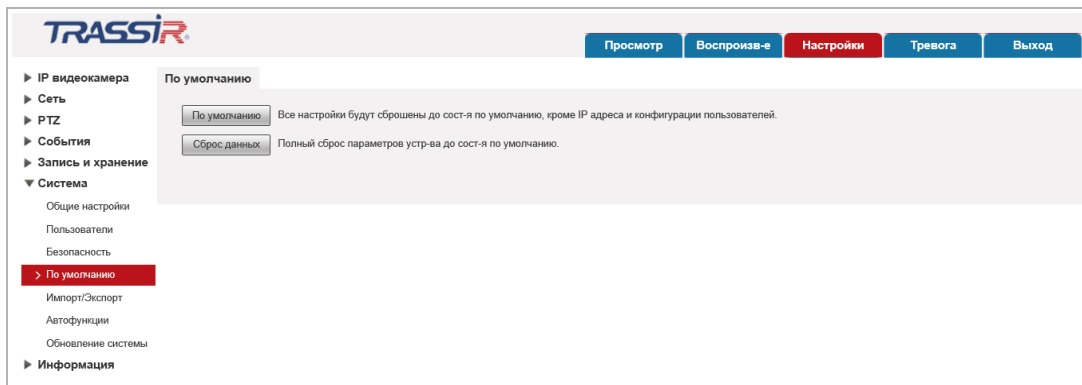 TRASSIR
Просмотр
Воспроизв-е
Настройки
Тревога
Выход
IP видеокамера
Сеть
PTZ
События
Запись и хранение
Система
Общие настройки
Пользователи
Безопасность
По умолчанию
Импорт/Экспорт
Автофункции
Обновление системы
Информация
По умолчанию
По умолчанию Все настройки будут сброшены до сост-я по умолчанию, кроме IP адреса и конфигурации пользователей.
Сброс данных Полный сброс параметров устр-ва до сост-я по умолчанию.